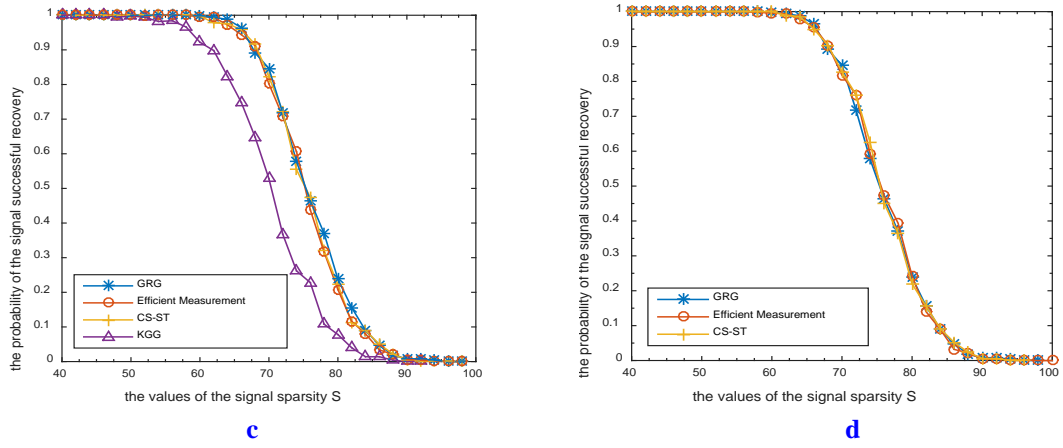 1
0.9
0.8
0.7
0.6
0.5
0.4
0.3
0.2
0.1
0
the probability of the signal successful recovery
GRG
Efficient Measurement
CS-ST
KGG
40 50 60 70 80 90 100
the values of the signal sparsity S
c
1
0.9
0.8
0.7
0.6
0.5
0.4
0.3
0.2
0.1
0
the probability of the signal successful recovery
GRG
Efficient Measurement
CS-ST
40 50 60 70 80 90 100
the values of the signal sparsity S
d